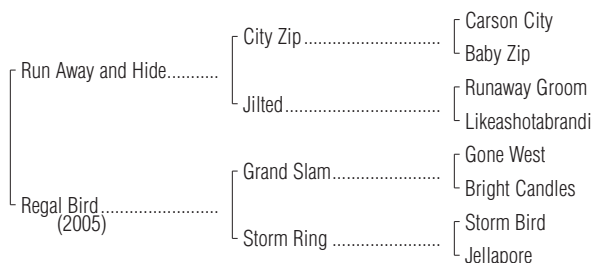 Carson City
City Zip
Baby Zip
Run Away and Hide
Runaway Groom
Jilted
Likeashotabrandi
Gone West
Grand Slam
Bright Candles
Regal Bird
(2005)
Storm Bird
Storm Ring
Jellapore